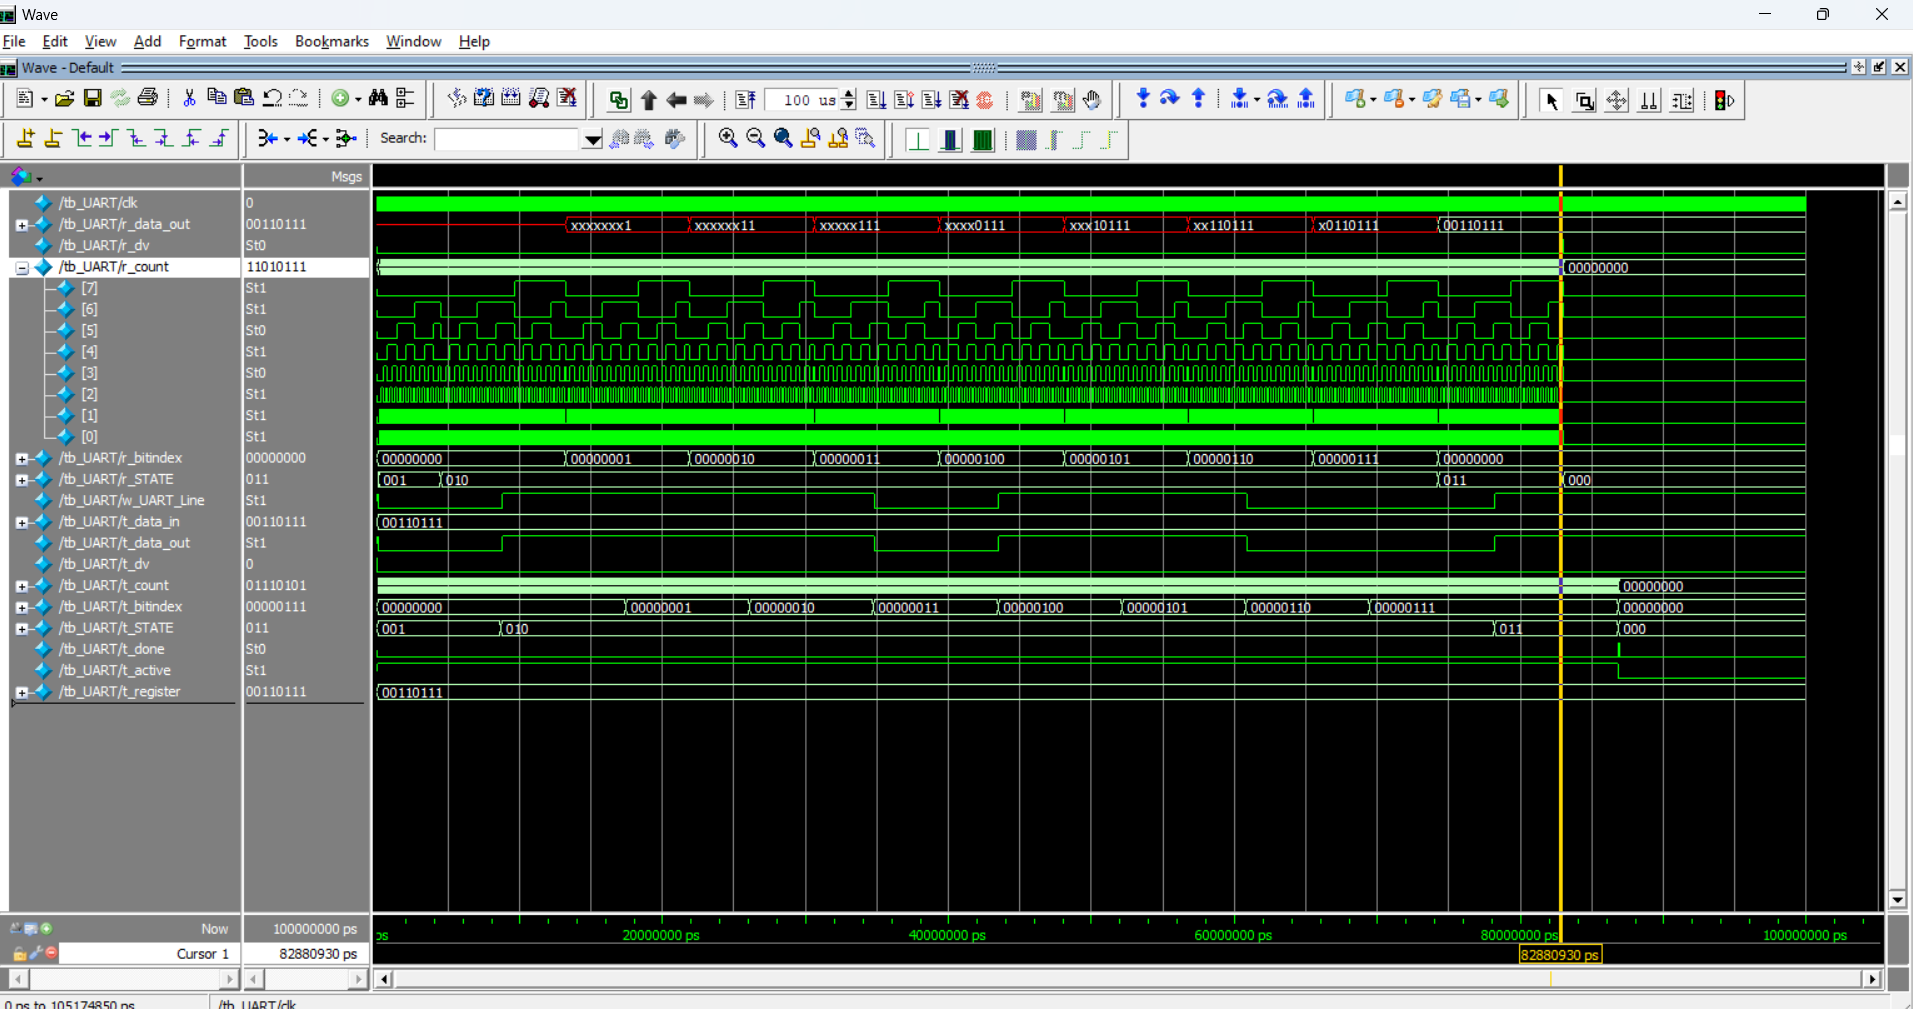 Wave
File Edit View Add Format Tools Bookmarks Window Help
Wave - Default
100 us
Search:
Msgs
/tb_UART/clk 0
/tb_UART/r_data_out 00110111 xxxxxxx1 xxxxxx11 xxxxx111 xxxx0111 xxx10111 xx110111 x0110111 00110111
/tb_UART/r_dv St0
/tb_UART/r_count 11010111 00000000
[7] St1
[6] St1
[5] St0
[4] St1
[3] St0
[2] St1
[1] St1
[0] St1
/tb_UART/r_bitindex 00000000 00000000 00000001 00000010 00000011 00000100 00000101 00000110 00000111 00000000
/tb_UART/r_STATE 011 001 010 011 000
/tb_UART/w_UART_Line St1
/tb_UART/t_data_in 00110111 00110111
/tb_UART/t_data_out St1
/tb_UART/t_dv 0
/tb_UART/t_count 01110101 00000000
/tb_UART/t_bitindex 00000111 00000000 00000001 00000010 00000011 00000100 00000101 00000110 00000111 00000000
/tb_UART/t_STATE 011 001 010 011 000
/tb_UART/t_done St0
/tb_UART/t_active St1
/tb_UART/t_register 00110111 00110111
Now 100000000 ps ps 20000000 ps 40000000 ps 60000000 ps 80000000 ps 100000000 ps
Cursor 1 82880930 ps 82880930 ps
0 ps to 105174850 ps /tb_UART/clk